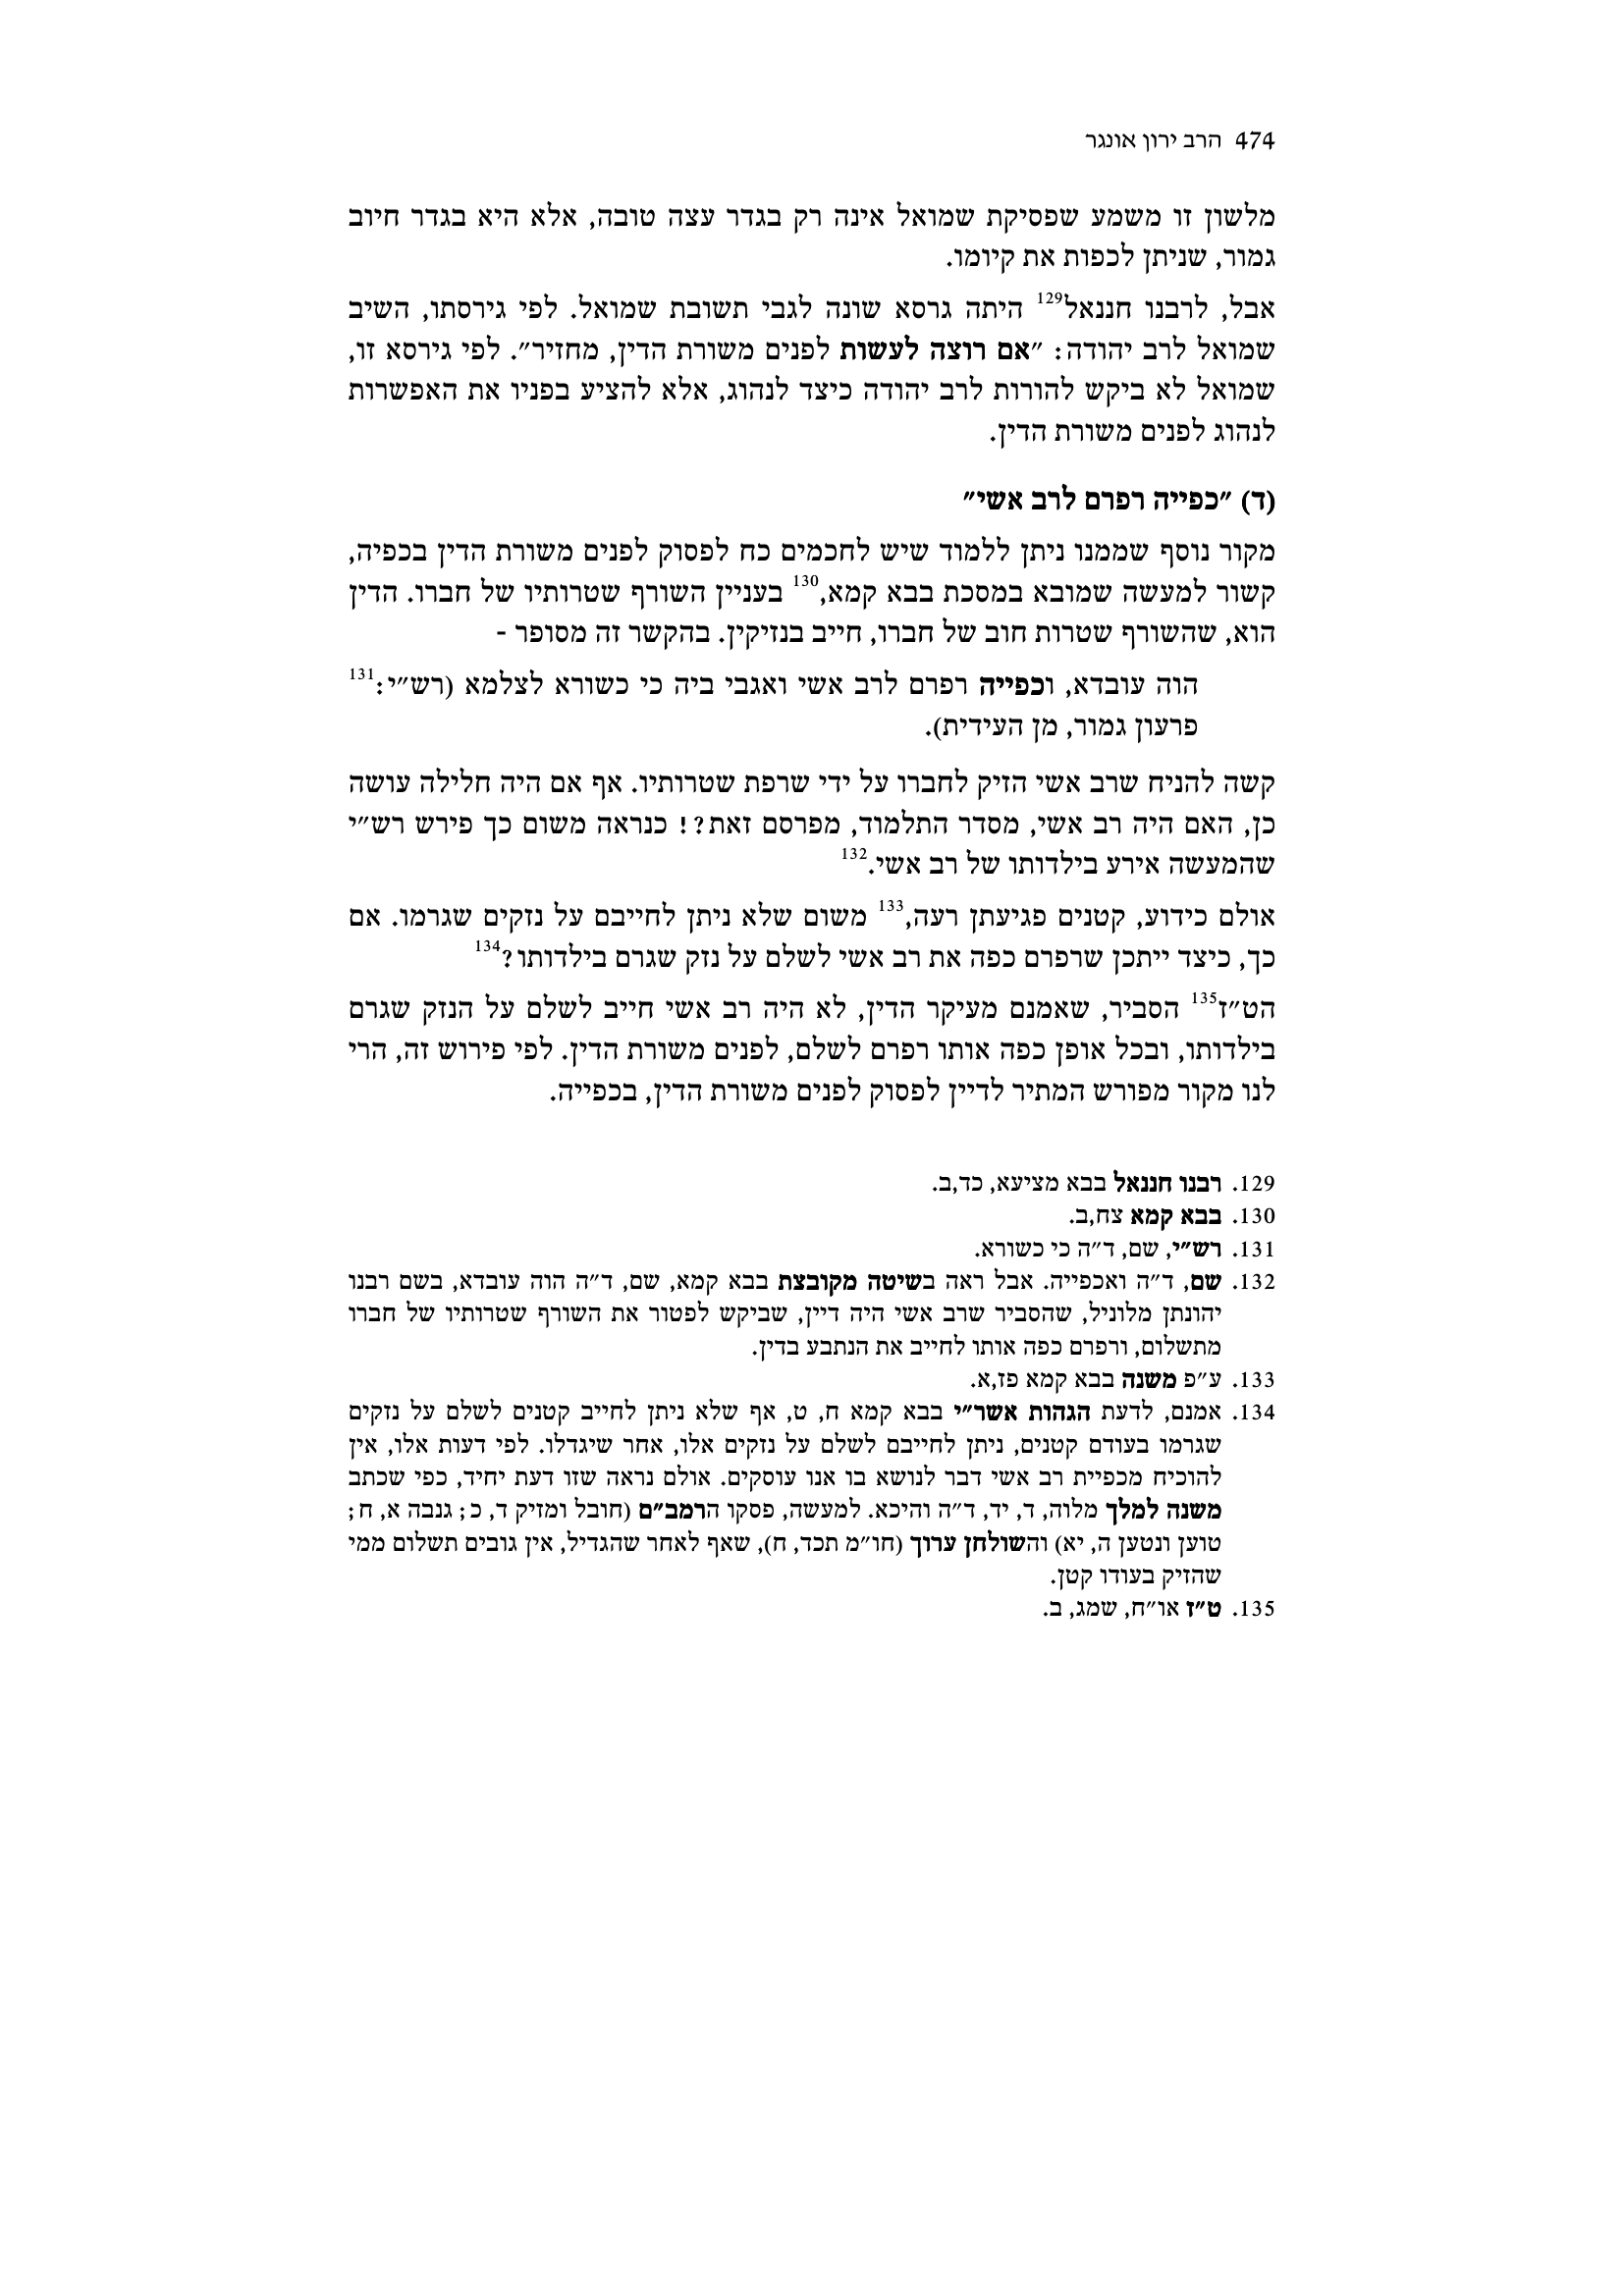 474 הרב ירון אונגר
מלשון זו משמע שפסיקת שמואל אינה רק בגדר עצה טובה, אלא היא בגדר חיוב
גמור, שניתן לכפות את קיומו.
אבל, לרבנו חננאל129 היתה גרסא שונה לגבי תשובת שמואל. לפי גירסתו, השיב
שמואל לרב יהודה: ״אם רוצה לעשות לפנים משורת הדין, מחזיר״. לפי גירסא זו,
שמואל לא ביקש להורות לרב יהודה כיצד לנהוג, אלא להציע בפניו את האפשרות
לנהוג לפנים משורת הדין.
(ד) ״כפייה רפרם לרב אשי״
מקור נוסף שממנו ניתן ללמוד שיש לחכמים כח לפסוק לפנים משורת הדין בכפיה,
קשור למעשה שמובא במסכת בבא קמא,130 בעניין השורף שטרותיו של חברו. הדין
הוא, שהשורף שטרות חוב של חברו, חייב בנזיקין. בהקשר זה מסופר -
הוה עובדא, וכפייה רפרם לרב אשי ואגבי ביה כי כשורא לצלמא (רש״י:131
פרעון גמור, מן העידית).
קשה להניח שרב אשי הזיק לחברו על ידי שרפת שטרותיו. אף אם היה חלילה עושה
כן, האם היה רב אשי, מסדר התלמוד, מפרסם זאת?! כנראה משום כך פירש רש״י
שהמעשה אירע בילדותו של רב אשי.132
אולם כידוע, קטנים פגיעתן רעה,133 משום שלא ניתן לחייבם על נזקים שגרמו. אם
כך, כיצד ייתכן שרפרם כפה את רב אשי לשלם על נזק שגרם בילדותו?134
הט״ז135 הסביר, שאמנם מעיקר הדין, לא היה רב אשי חייב לשלם על הנזק שגרם
בילדותו, ובכל אופן כפה אותו רפרם לשלם, לפנים משורת הדין. לפי פירוש זה, הרי
לנו מקור מפורש המתיר לדיין לפסוק לפנים משורת הדין, בכפייה.
129. רבנו חננאל בבא מציעא, כד,ב.
130. בבא קמא צח,ב.
131. רש״י, שם, ד״ה כי כשורא.
132. שם, ד״ה ואכפייה. אבל ראה בשיטה מקובצת בבא קמא, שם, ד״ה הוה עובדא, בשם רבנו
יהונתן מלוניל, שהסביר שרב אשי היה דיין, שביקש לפטור את השורף שטרותיו של חברו
מתשלום, ורפרם כפה אותו לחייב את הנתבע בדין.
133. ע״פ משנה בבא קמא פז,א.
134. אמנם, לדעת הגהות אשר״י בבא קמא ח, ט, אף שלא ניתן לחייב קטנים לשלם על נזקים
שגרמו בעודם קטנים, ניתן לחייבם לשלם על נזקים אלו, אחר שיגדלו. לפי דעות אלו, אין
להוכיח מכפיית רב אשי דבר לנושא בו אנו עוסקים. אולם נראה שזו דעת יחיד, כפי שכתב
משנה למלך מלוה, ד, יד, ד״ה והיכא. למעשה, פסקו הרמב״ם (חובל ומזיק ד, כ; גנבה א, ח;
טוען ונטען ה, יא) והשולחן ערוך (חו״מ תכד, ח), שאף לאחר שהגדיל, אין גובים תשלום ממי
שהזיק בעודו קטן.
135. ט״ז או״ח, שמג, ב.